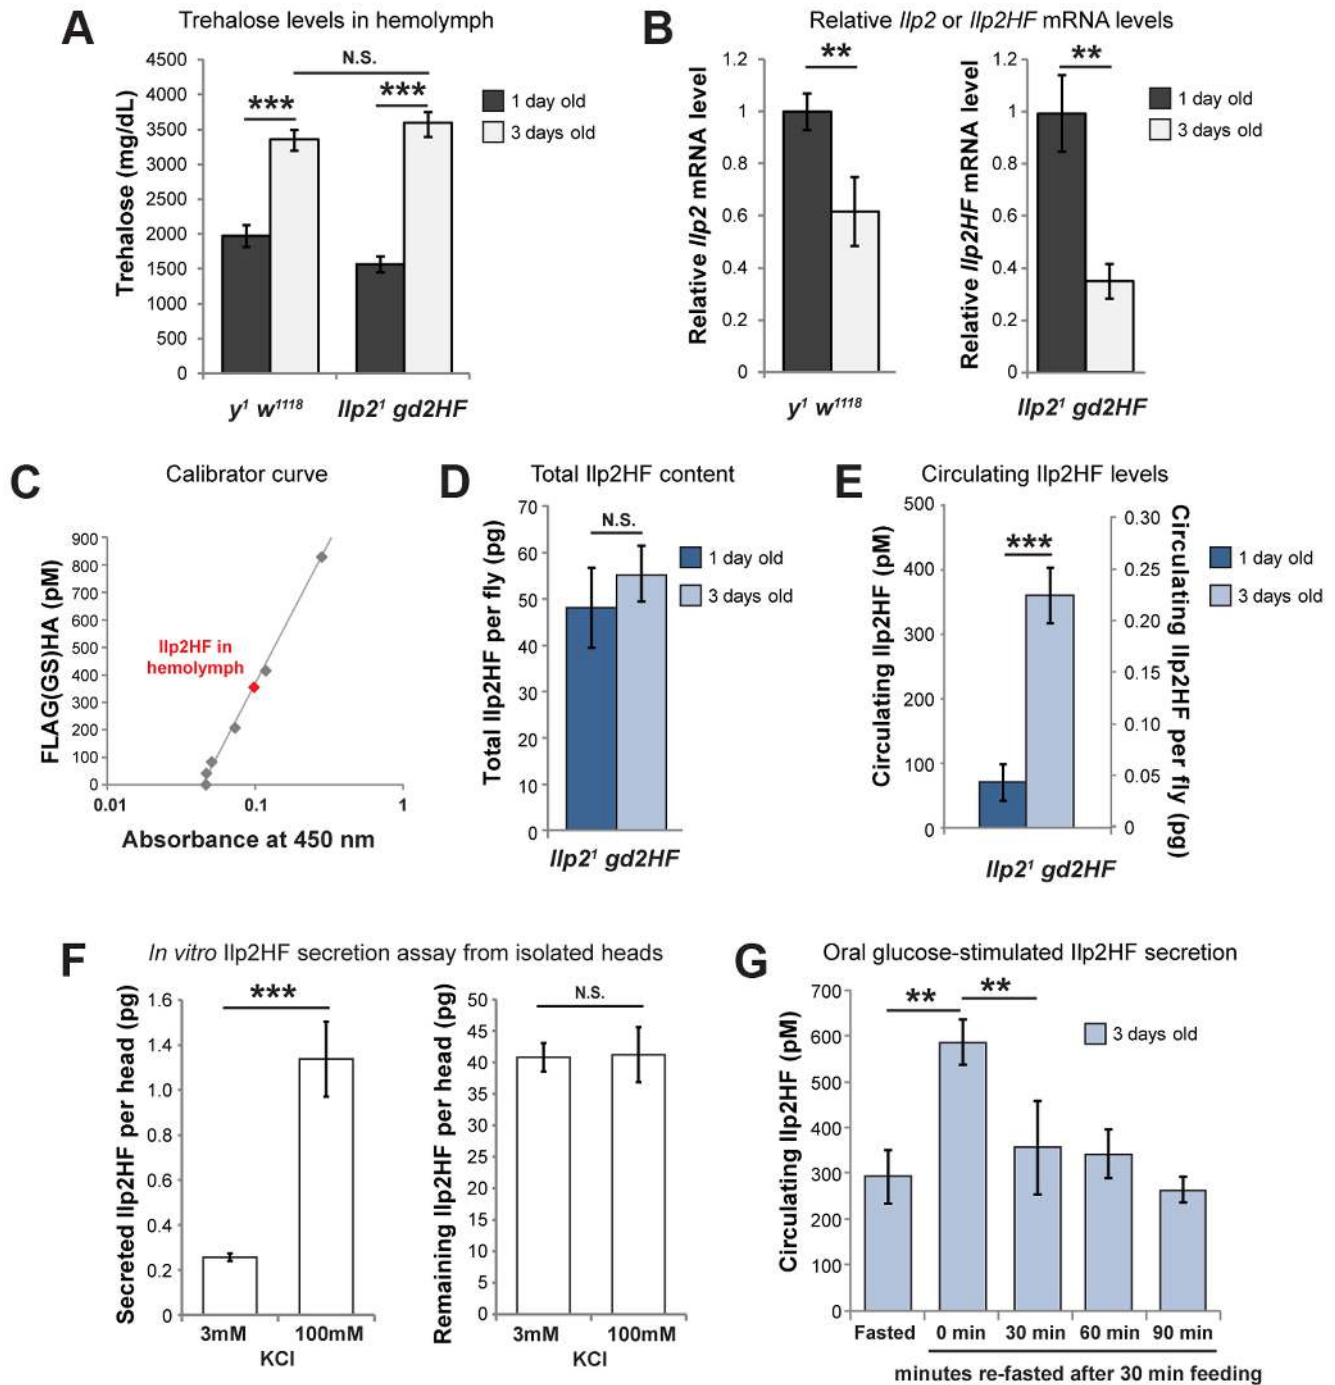 A
Trehalose levels in hemolymph
Trehalose (mg/dL)
4500
4000
3500
3000
2500
2000
1500
1000
500
0
N.S.
***
***
1 day old
3 days old
y¹ w¹¹¹⁸
Ilp2¹ gd2HF
B
Relative Ilp2 or Ilp2HF mRNA levels
Relative Ilp2 mRNA level
1.2
1
0.8
0.6
0.4
0.2
0
**
y¹ w¹¹¹⁸
Relative Ilp2HF mRNA level
1.2
1
0.8
0.6
0.4
0.2
0
**
Ilp2¹ gd2HF
1 day old
3 days old
C
Calibrator curve
FLAG(GS)HA (pM)
900
800
700
600
500
400
300
200
100
0
Ilp2HF in
hemolymph
0.01
0.1
1
Absorbance at 450 nm
D
Total Ilp2HF content
Total Ilp2HF per fly (pg)
70
60
50
40
30
20
10
0
N.S.
1 day old
3 days old
Ilp2¹ gd2HF
E
Circulating Ilp2HF levels
Circulating Ilp2HF (pM)
500
400
300
200
100
0
***
0.30
0.25
0.20
0.15
0.10
0.05
0
Circulating Ilp2HF per fly (pg)
1 day old
3 days old
Ilp2¹ gd2HF
F
In vitro Ilp2HF secretion assay from isolated heads
Secreted Ilp2HF per head (pg)
1.6
1.4
1.0
0.8
0.6
0.4
0.2
0
***
3mM
100mM
KCl
Remaining Ilp2HF per head (pg)
50
45
40
35
30
25
20
15
10
5
0
N.S.
3mM
100mM
KCl
G
Oral glucose-stimulated Ilp2HF secretion
Circulating Ilp2HF (pM)
700
600
500
400
300
200
100
0
**
**
3 days old
Fasted
0 min
30 min
60 min
90 min
minutes re-fasted after 30 min feeding